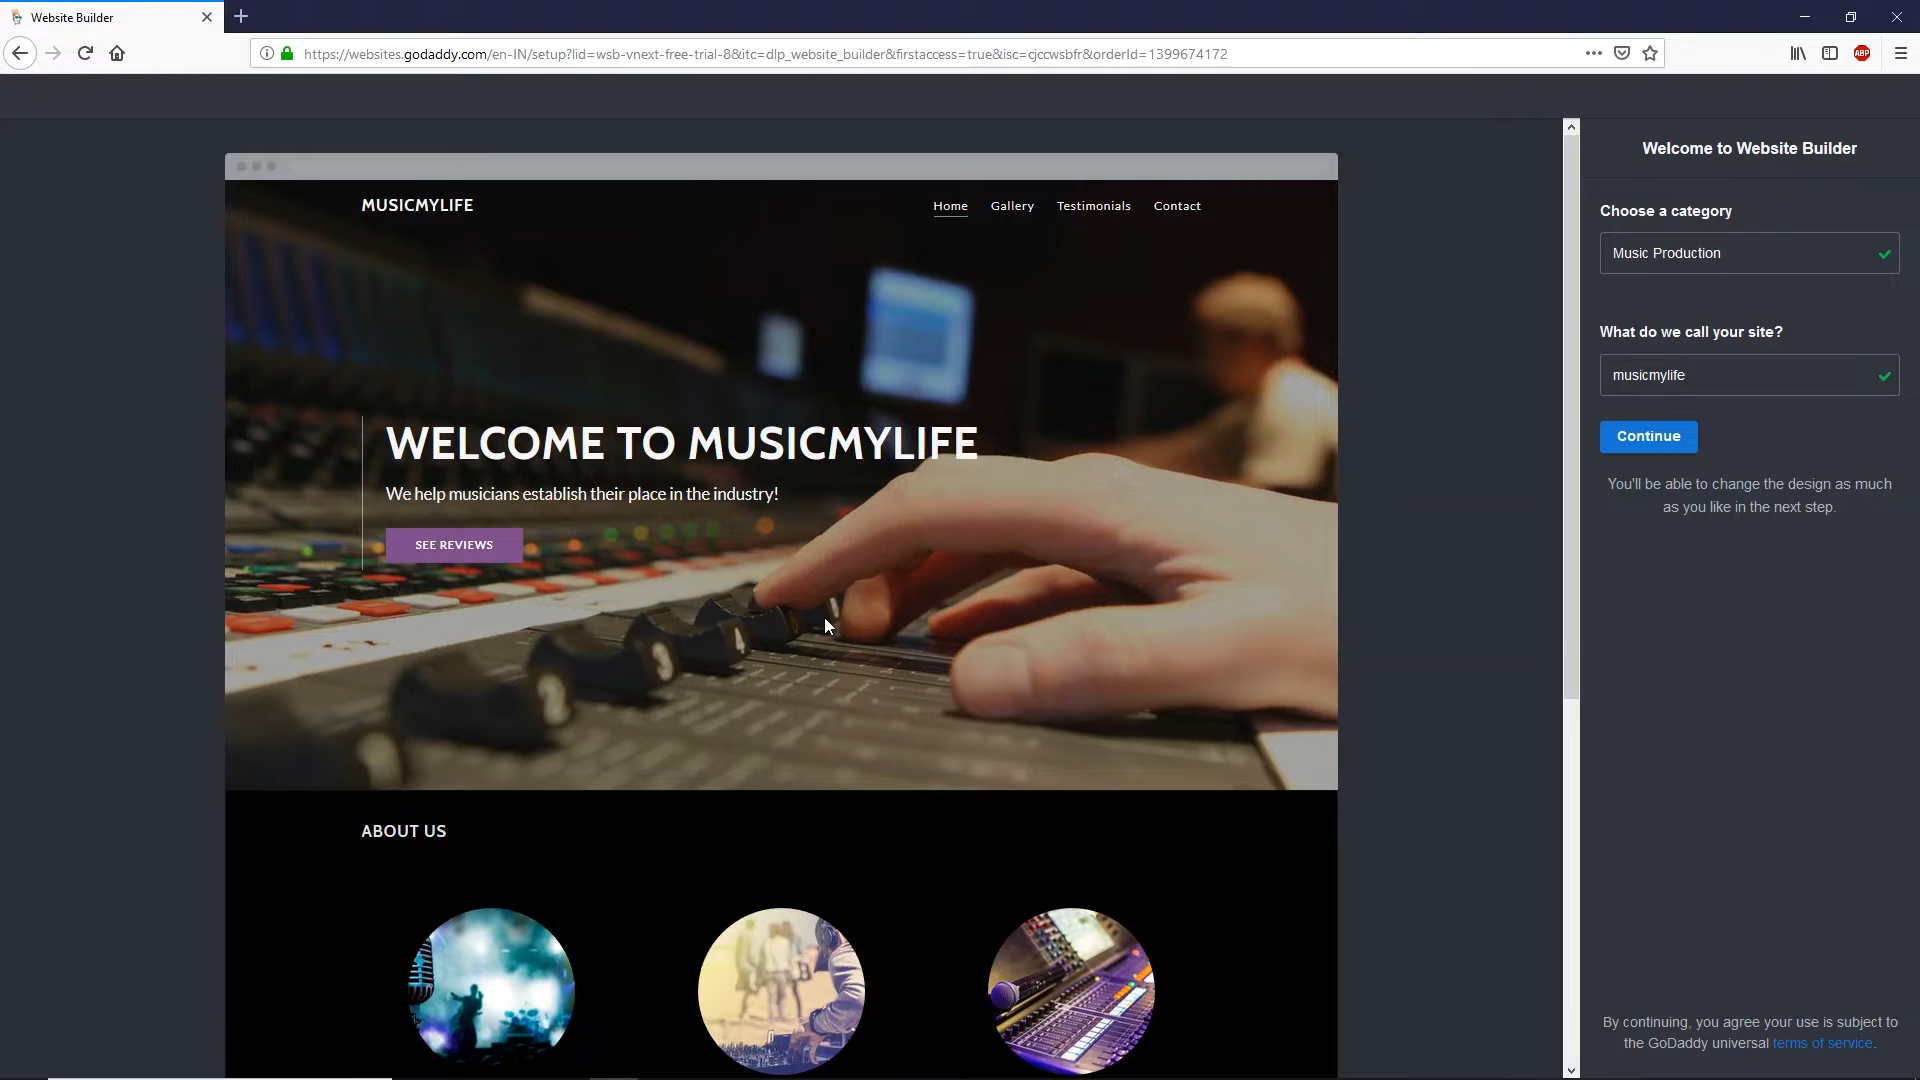 Website Builder
https://websites.godaddy.com/en-IN/setup?lid=wsb-vnext-free-trial-8&itc=dlp_website_builder&firstaccess=true&isc=cjccwsbfr&orderId=1399674172
ABP
Welcome to Website Builder
MUSICMYLIFE
Home Gallery Testimonials Contact
Choose a category
Music Production
What do we call your site?
musicmylife
Continue
You'll be able to change the design as much
as you like in the next step.
WELCOME TO MUSICMYLIFE
We help musicians establish their place in the industry!
SEE REVIEWS
4
3
2
ABOUT US
By continuing, you agree your use is subject to
the GoDaddy universal terms of service.